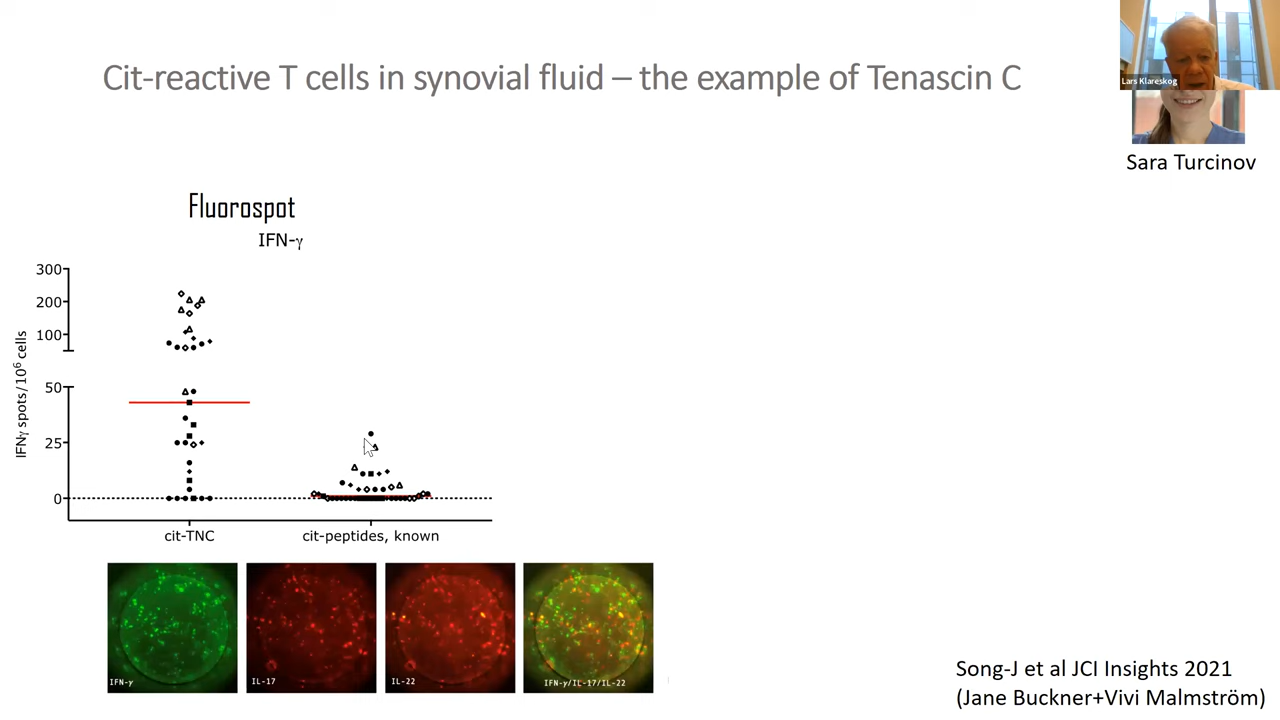 Cit-reactive T cells in synovial fluid – the example of Tenascin C
Lars Klareskog
Sara Turcinov
Fluorospot
IFN-γ
IFNγ spots/10⁶ cells
300
200
100
50
25
0
cit-TNC
cit-peptides, known
IFN-γ
IL-17
IL-22
IFN-γ/IL-17/IL-22
Song-J et al JCI Insights 2021
(Jane Buckner+Vivi Malmström)